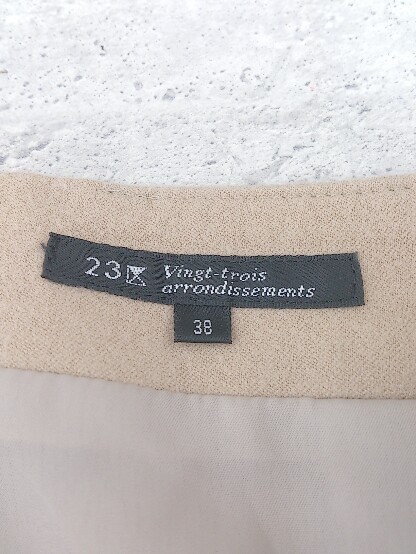 23区 Vingt-trois
arrondissements
38